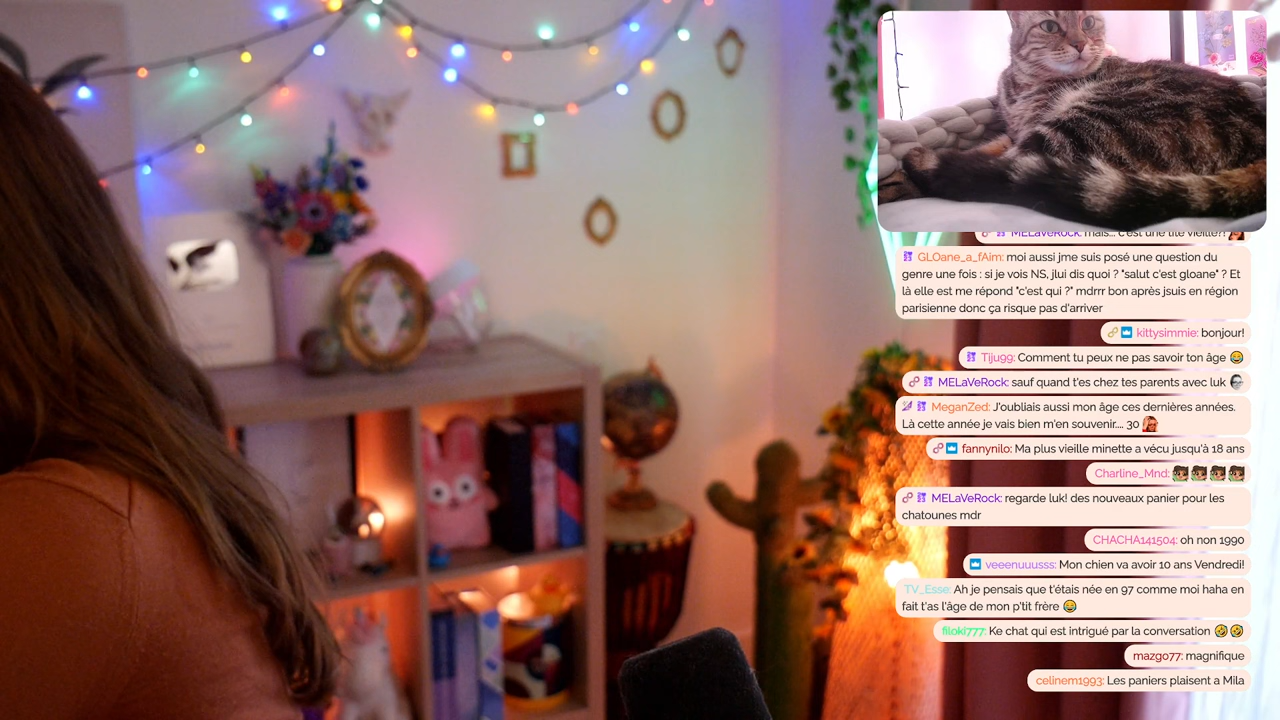 MELaVeRock: mais... c'est une tite vieille?!
GLOane_a_fAim: moi aussi jme suis posé une question du
genre une fois : si je vois NS, jlui dis quoi ? "salut c'est gloane" ? Et
là elle est me répond "c'est qui ?" mdrrr bon après jsuis en région
parisienne donc ça risque pas d'arriver
kittysimmie: bonjour!
Tiju99: Comment tu peux ne pas savoir ton âge 😂
MELaVeRock: sauf quand t'es chez tes parents avec luk
MeganZed: J'oubliais aussi mon âge ces dernières années.
Là cette année je vais bien m'en souvenir.... 30
fannynilo: Ma plus vieille minette a vécu jusqu'à 18 ans
Charline_Mnd:
MELaVeRock: regarde luk! des nouveaux panier pour les
chatounes mdr
CHACHA141504: oh non 1990
veeenuuusss: Mon chien va avoir 10 ans Vendredi!
TV_Esse: Ah je pensais que t'étais née en 97 comme moi haha en
fait t'as l'âge de mon p'tit frère 😂
filoki777: Ke chat qui est intrigué par la conversation 🤣🤣
mazgo77: magnifique
celinem1993: Les paniers plaisent a Mila